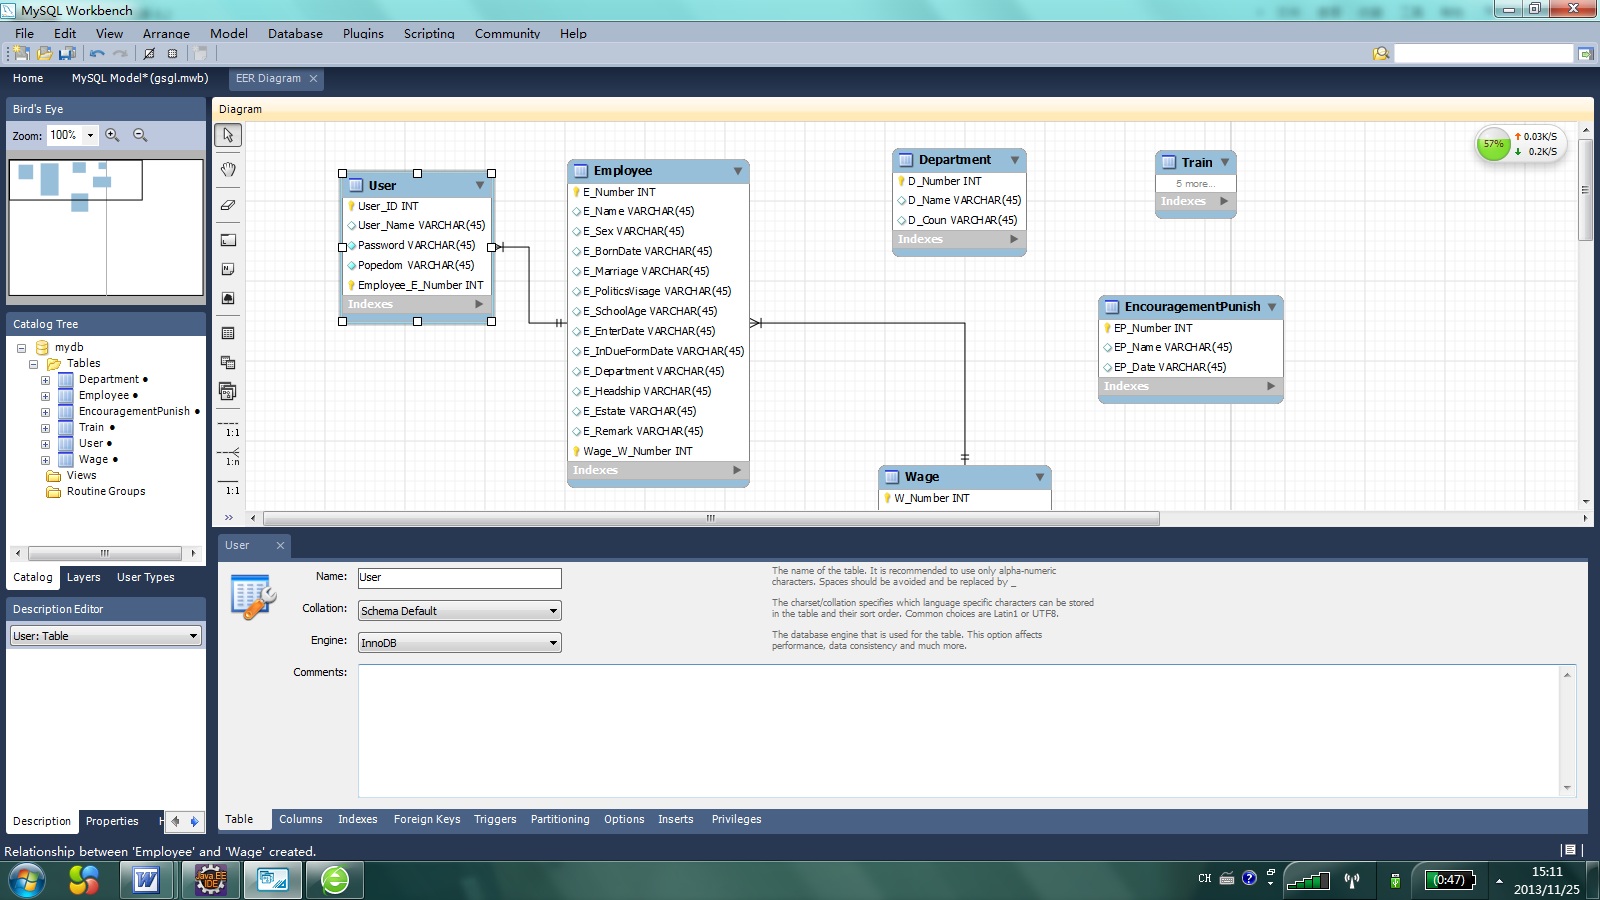 MySQL Workbench
File Edit View Arrange Model Database Plugins Scripting Community Help
Home MySQL Model* (gsgl.mwb) EER Diagram
Bird's Eye
Zoom: 100%
Diagram
57% 0.03K/S
0.2K/S
User
User_ID INT
User_Name VARCHAR(45)
Password VARCHAR(45)
Popedom VARCHAR(45)
Employee_E_Number INT
Indexes
Employee
E_Number INT
E_Name VARCHAR(45)
E_Sex VARCHAR(45)
E_BornDate VARCHAR(45)
E_Marriage VARCHAR(45)
E_PoliticsVisage VARCHAR(45)
E_SchoolAge VARCHAR(45)
E_EnterDate VARCHAR(45)
E_InDueFormDate VARCHAR(45)
E_Department VARCHAR(45)
E_Headship VARCHAR(45)
E_Estate VARCHAR(45)
E_Remark VARCHAR(45)
Wage_W_Number INT
Indexes
Department
D_Number INT
D_Name VARCHAR(45)
D_Coun VARCHAR(45)
Indexes
Train
5 more...
Indexes
EncouragementPunish
EP_Number INT
EP_Name VARCHAR(45)
EP_Date VARCHAR(45)
Indexes
Wage
W_Number INT
1:1
1:n
1:1
Catalog Tree
mydb
Tables
Department
Employee
EncouragementPunish
Train
User
Wage
Views
Routine Groups
Catalog Layers User Types
Description Editor
User: Table
Description Properties H
User
Name: User
Collation: Schema Default
Engine: InnoDB
Comments:
The name of the table. It is recommended to use only alpha-numeric
characters. Spaces should be avoided and be replaced by _
The charset/collation specifies which language specific characters can be stored
in the table and their sort order. Common choices are Latin1 or UTF8.
The database engine that is used for the table. This option affects
performance, data consistency and much more.
Table Columns Indexes Foreign Keys Triggers Partitioning Options Inserts Privileges
Relationship between 'Employee' and 'Wage' created.
W Java EE IDE CH (0:47) 15:11
2013/11/25